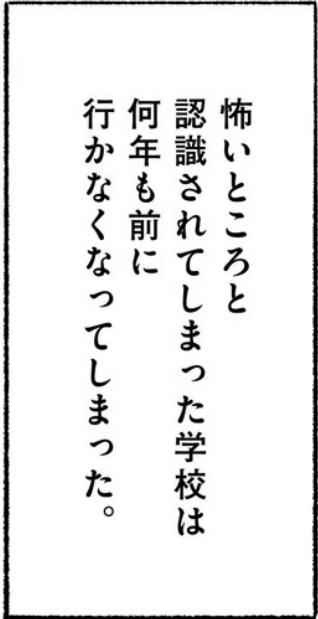 怖いところと
認識されてしまった学校は
何年も前に
行かなくなってしまった。